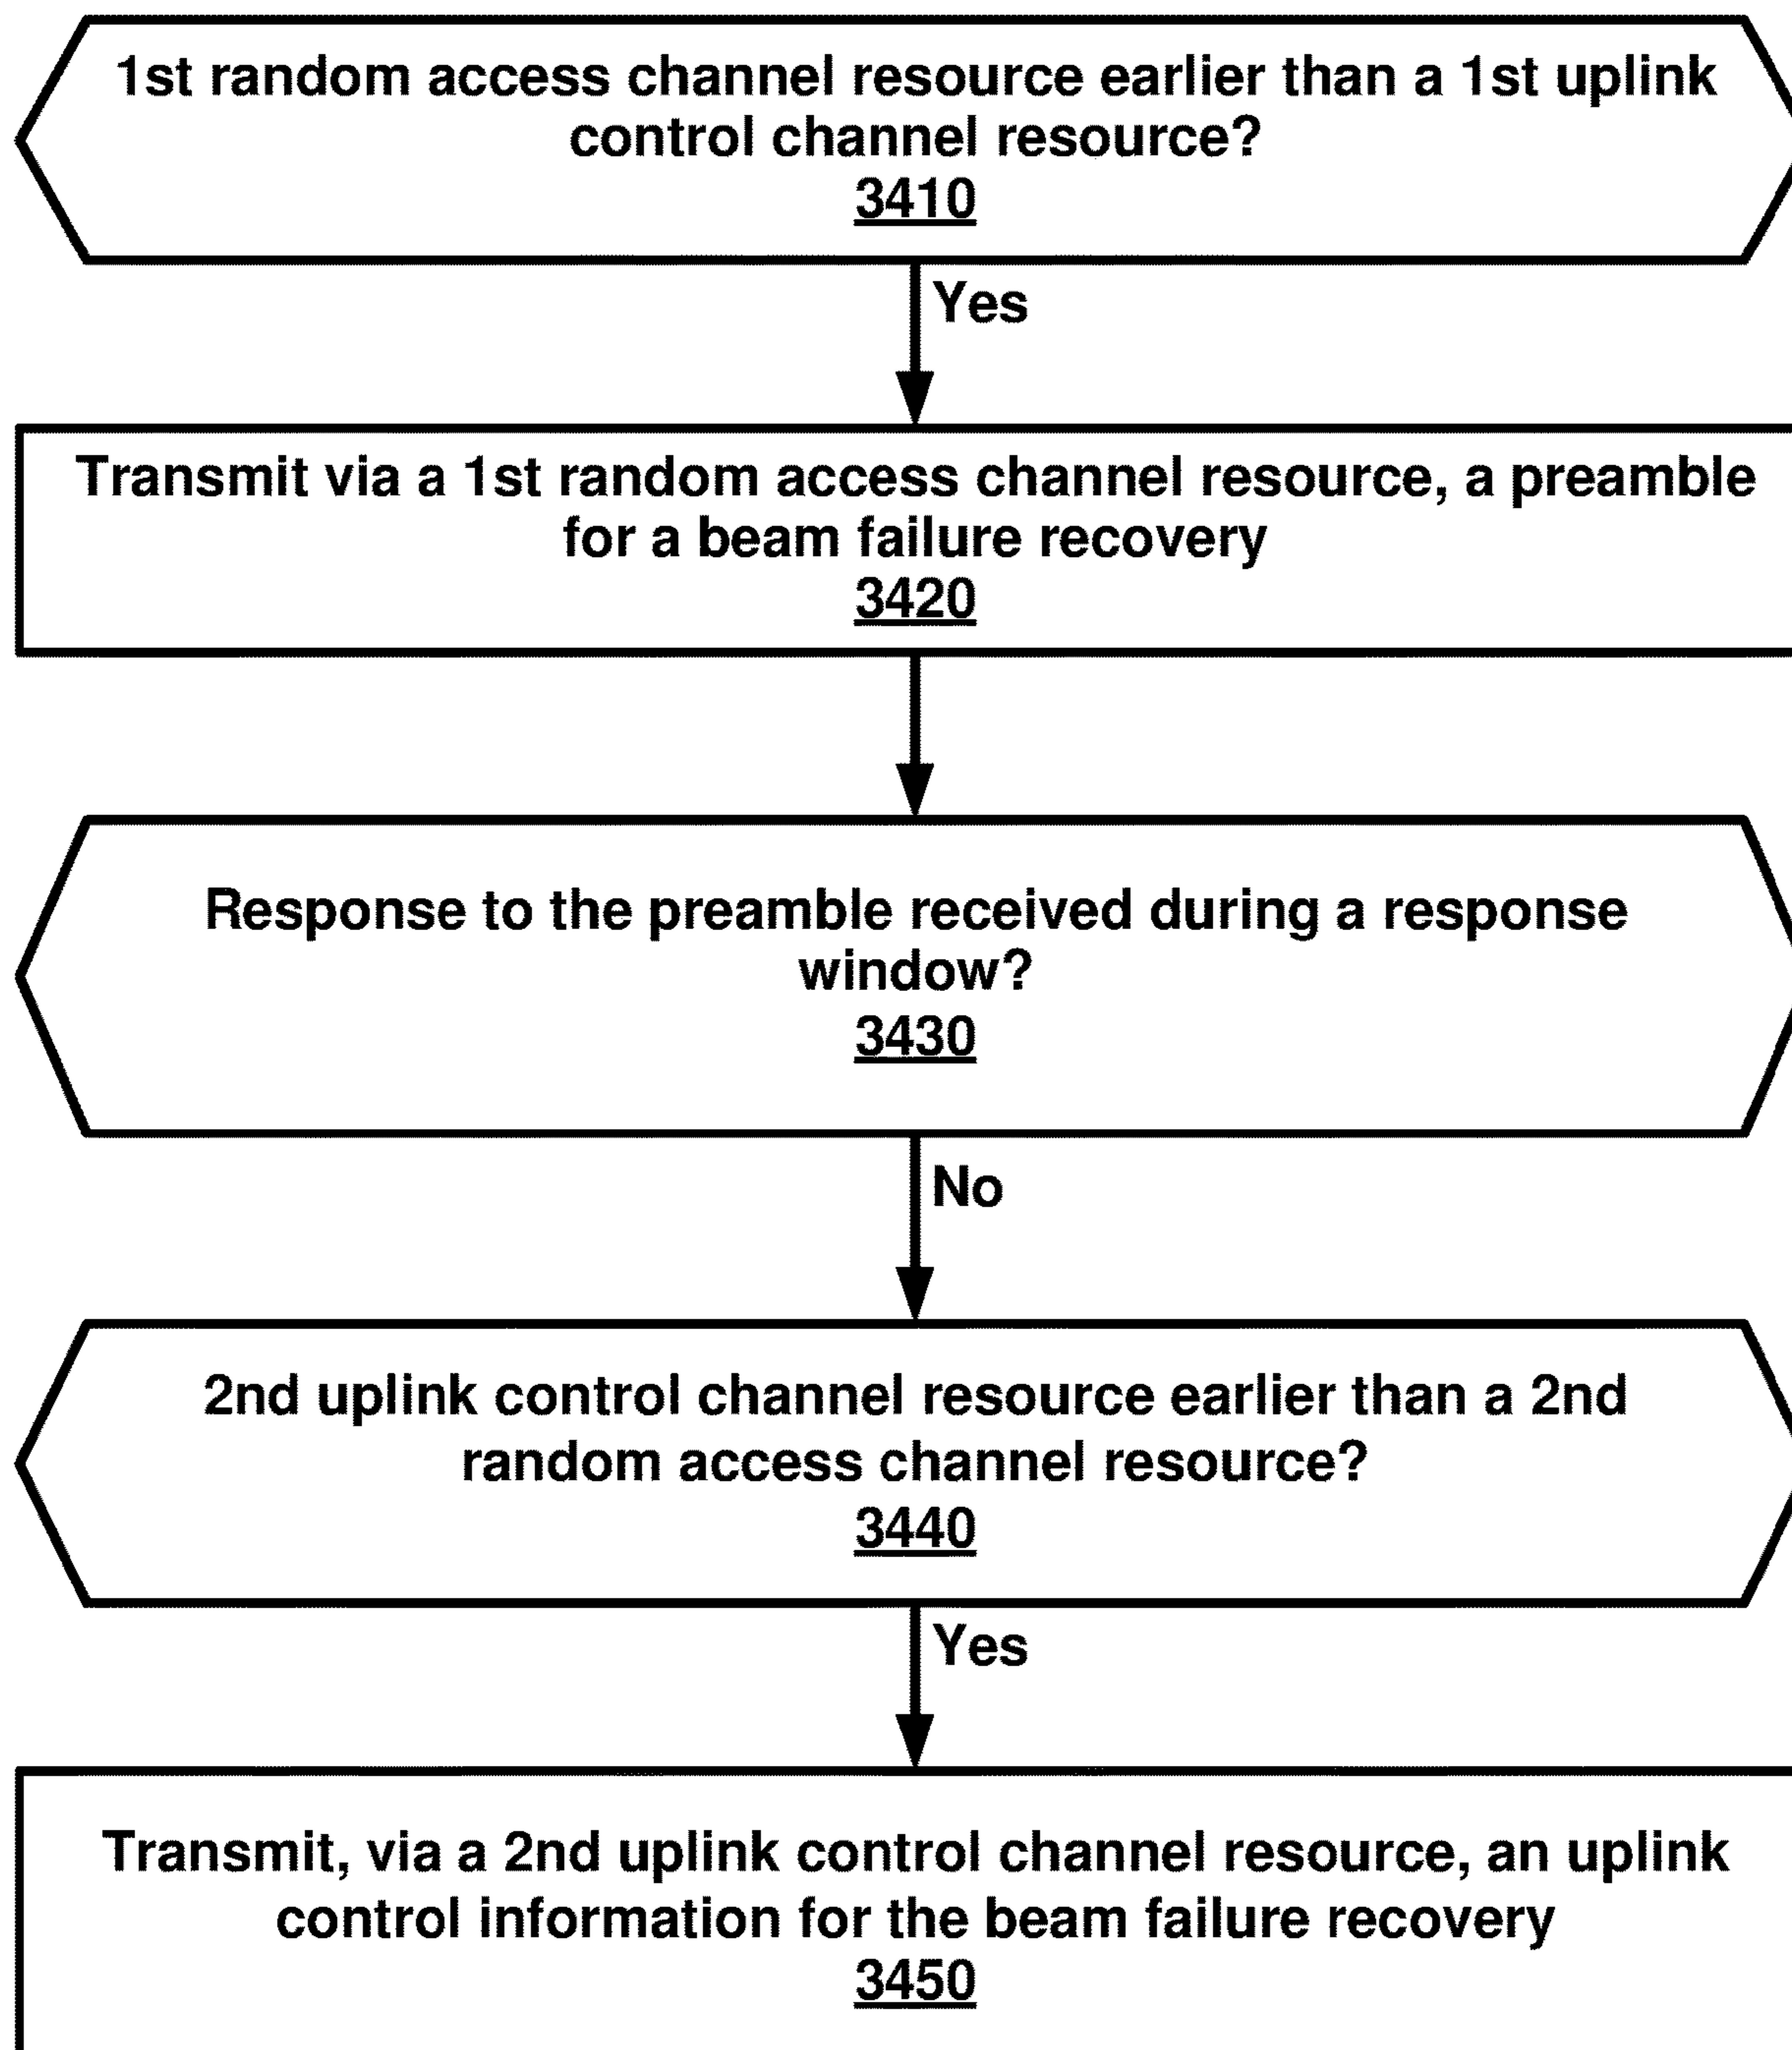 1st random access channel resource earlier than a 1st uplink
control channel resource?
3410
Yes
Transmit via a 1st random access channel resource, a preamble
for a beam failure recovery
3420
Response to the preamble received during a response
window?
3430
No
2nd uplink control channel resource earlier than a 2nd
random access channel resource?
3440
Yes
Transmit, via a 2nd uplink control channel resource, an uplink
control information for the beam failure recovery
3450